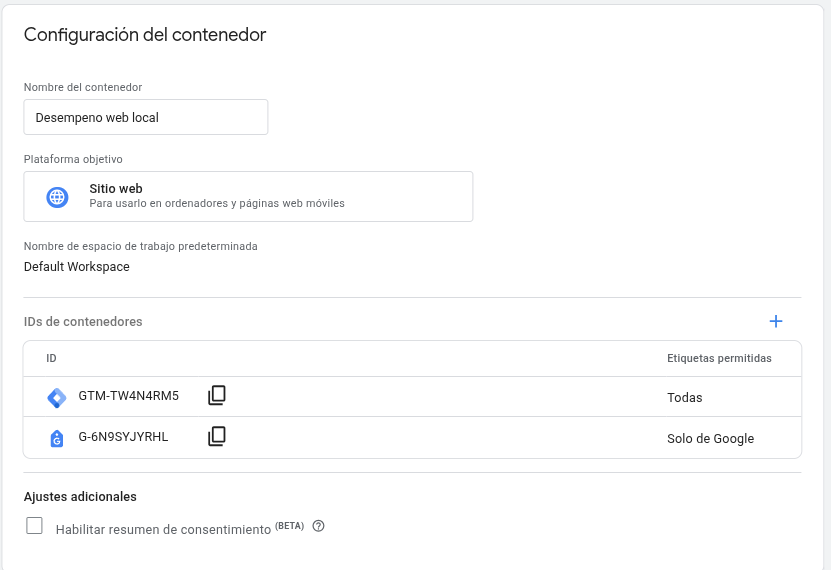 Configuración del contenedor
Nombre del contenedor
Desempeno web local
Plataforma objetivo
Sitio web
Para usarlo en ordenadores y páginas web móviles
Nombre de espacio de trabajo predeterminada
Default Workspace
IDs de contenedores
ID Etiquetas permitidas
GTM-TW4N4RM5 Todas
G-6N9SYJYRHL Solo de Google
Ajustes adicionales
Habilitar resumen de consentimiento (BETA)